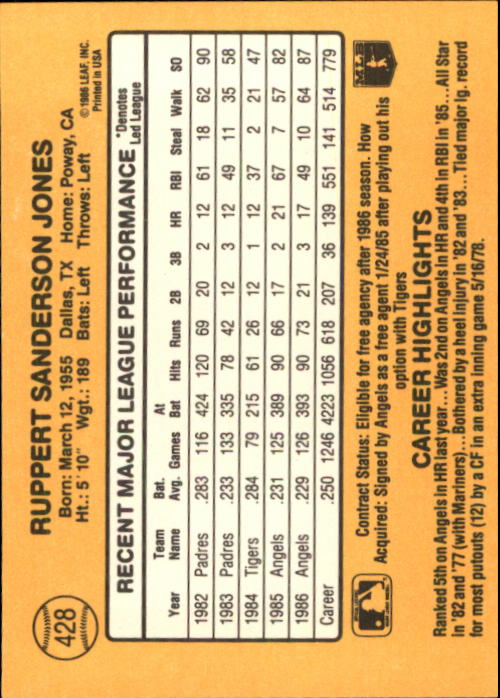 428
RUPPERT SANDERSON JONES
Born: March 12, 1955 Dallas, TX Home: Poway, CA
Ht.: 5' 10" Wgt.: 189 Bats: Left Throws: Left
© 1986 LEAF, INC.
Printed in USA
RECENT MAJOR LEAGUE PERFORMANCE *Denotes Led League
Year Team Name Bat. Avg. Games At Bat Hits Runs 2B 3B HR RBI Steal Walk SO
1982 Padres .283 116 424 120 69 20 2 12 61 18 62 90
1983 Padres .233 133 335 78 42 12 3 12 49 11 35 58
1984 Tigers .284 79 215 61 26 12 1 12 37 2 21 47
1985 Angels .231 125 389 90 66 17 2 21 67 7 57 82
1986 Angels .229 126 393 90 73 21 3 17 49 10 64 87
Career .250 1246 4223 1056 618 207 36 139 551 141 514 779
Contract Status: Eligible for free agency after 1986 season. How
Acquired: Signed by Angels as a free agent 1/24/85 after playing out his
option with Tigers
MLB
CAREER HIGHLIGHTS
Ranked 5th on Angels in HR last year...Was 2nd on Angels in HR and 4th in RBI in '85...All Star
in '82 and '77 (with Mariners)...Bothered by a heel injury in '82 and '83...Tied major lg. record
for most putouts (12) by a CF in an extra inning game 5/16/78.